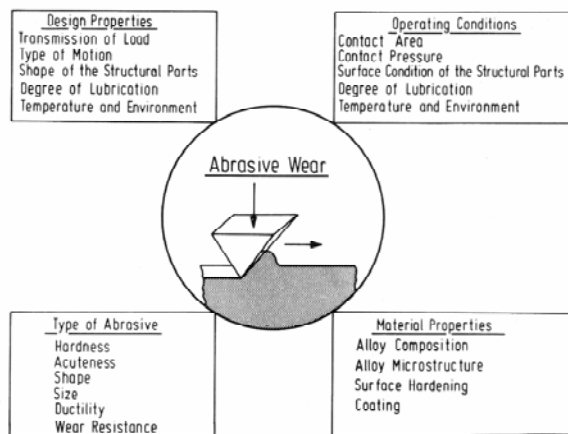 Design Properties
Transmission of Load
Type of Motion
Shape of the Structural Parts
Degree of Lubrication
Temperature and Environment
Operating Conditions
Contact Area
Contact Pressure
Surface Condition of the Structural Parts
Degree of Lubrication
Temperature and Environment
Abrasive Wear
Type of Abrasive
Hardness
Acuteness
Shape
Size
Ductility
Wear Resistance
Material Properties
Alloy Composition
Alloy Microstructure
Surface Hardening
Coating